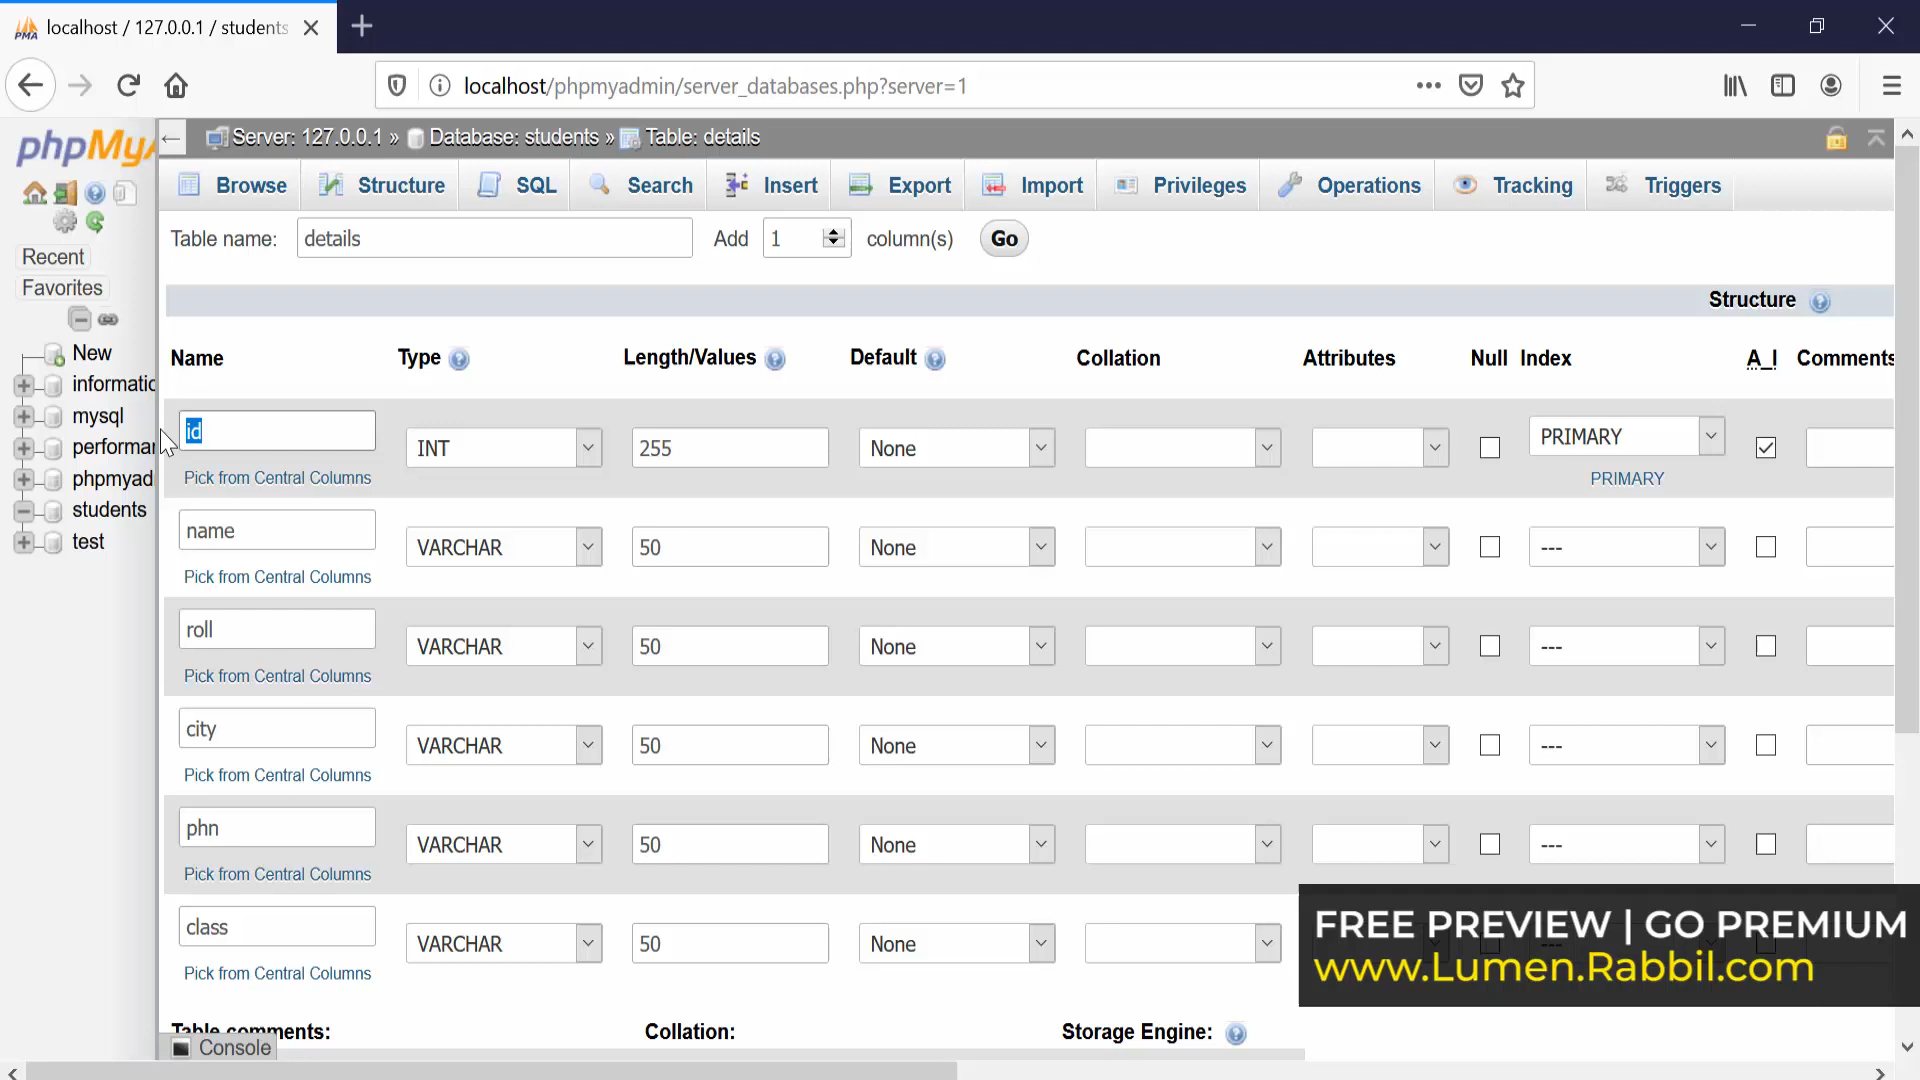 localhost / 127.0.0.1 / students
localhost/phpmyadmin/server_databases.php?server=1
phpMyA
Server: 127.0.0.1 » Database: students » Table: details
Browse Structure SQL Search Insert Export Import Privileges Operations Tracking Triggers
Table name: details Add 1 column(s) Go
Recent
Favorites
New
informatio
mysql
performan
phpmyad
students
test
Structure
Name Type Length/Values Default Collation Attributes Null Index A_I Comments
id INT 255 None PRIMARY
Pick from Central Columns PRIMARY
name VARCHAR 50 None ---
Pick from Central Columns
roll VARCHAR 50 None ---
Pick from Central Columns
city VARCHAR 50 None ---
Pick from Central Columns
phn VARCHAR 50 None ---
Pick from Central Columns
class VARCHAR 50 None
Pick from Central Columns
FREE PREVIEW | GO PREMIUM
www.Lumen.Rabbil.com
Table comments: Collation: Storage Engine:
Console